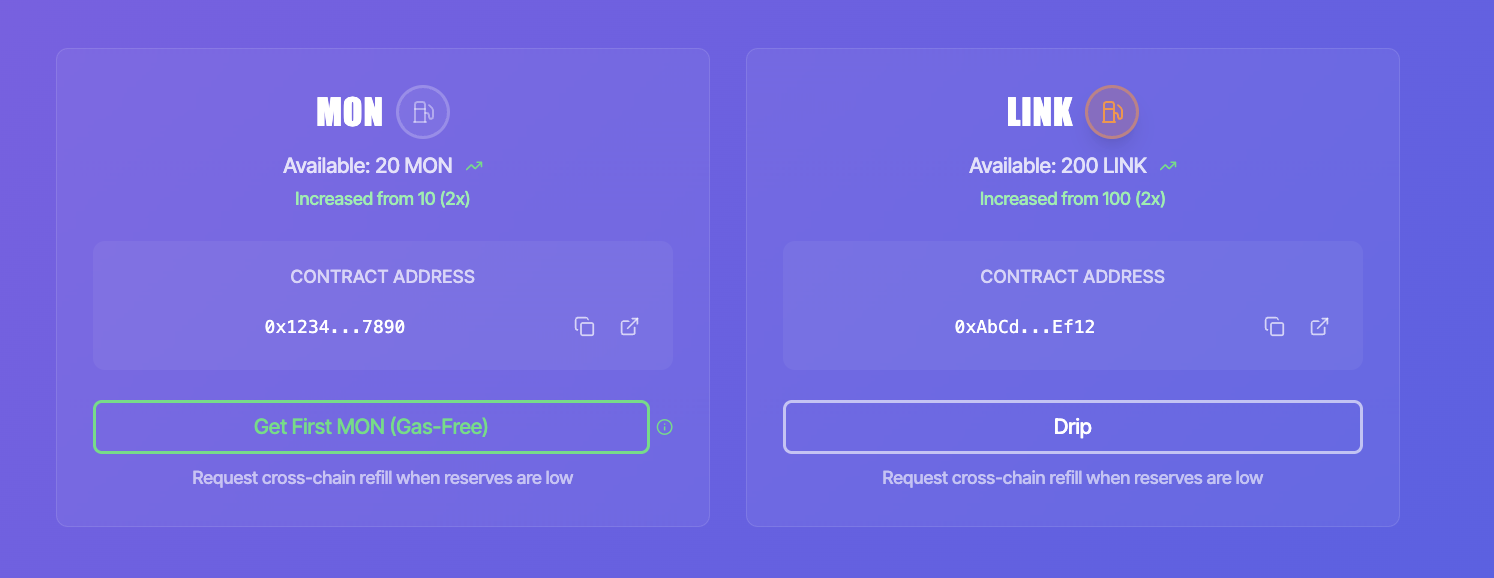 MON
Available: 20 MON
Increased from 10 (2x)
CONTRACT ADDRESS
0x1234...7890
Get First MON (Gas-Free)
Request cross-chain refill when reserves are low
LINK
Available: 200 LINK
Increased from 100 (2x)
CONTRACT ADDRESS
0xAbCd...Ef12
Drip
Request cross-chain refill when reserves are low